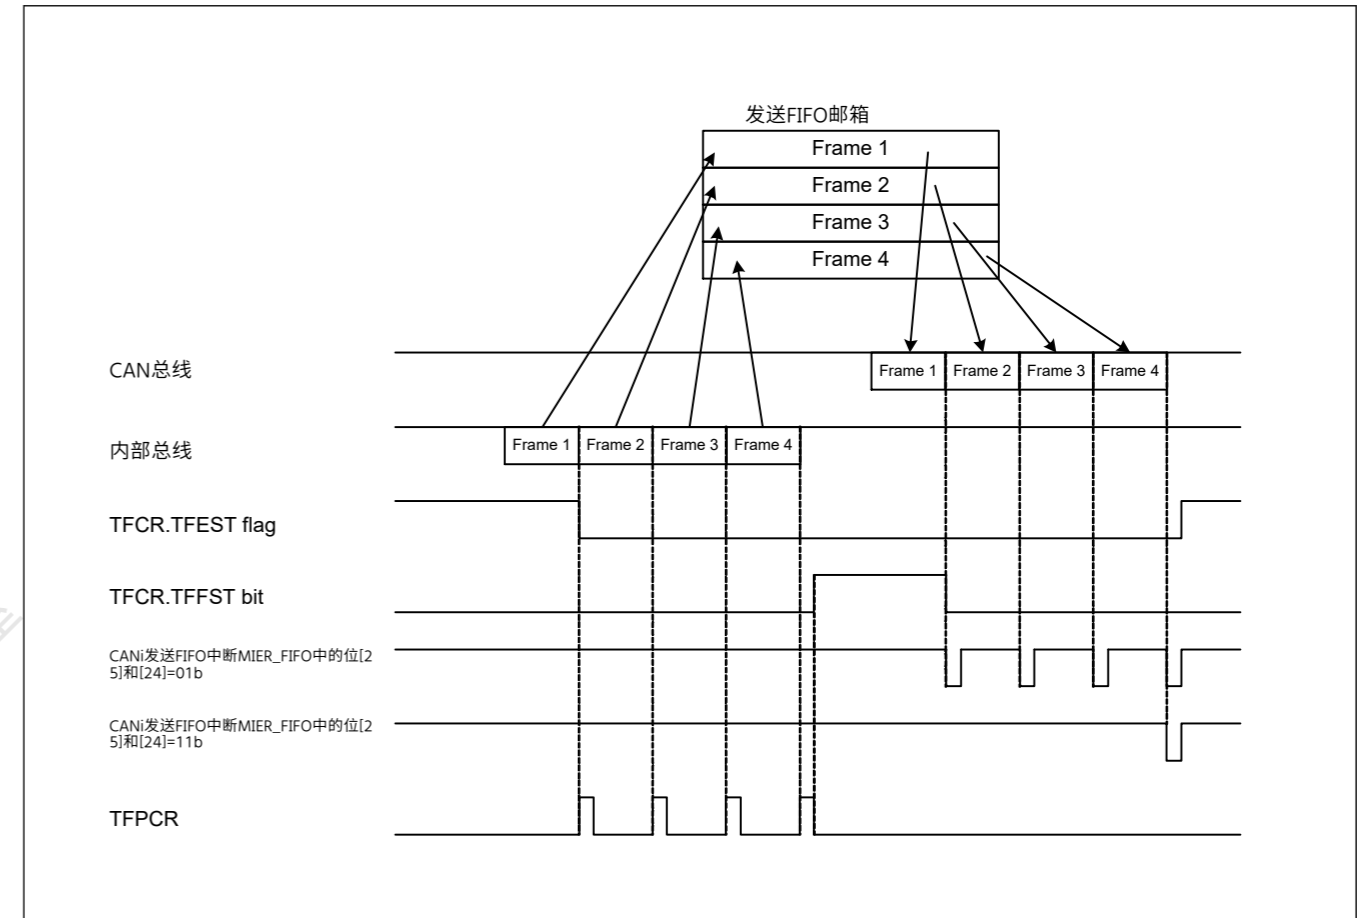 发送FIFO邮箱
Frame 1
Frame 2
Frame 3
Frame 4
CAN总线
Frame 1 Frame 2 Frame 3 Frame 4
内部总线
Frame 1 Frame 2 Frame 3 Frame 4
TFCR.TFEST flag
TFCR.TFFST bit
CANi发送FIFO中断MIER_FIFO中的位[2
5]和[24]=01b
CANi发送FIFO中断MIER_FIFO中的位[2
5]和[24]=11b
TFPCR